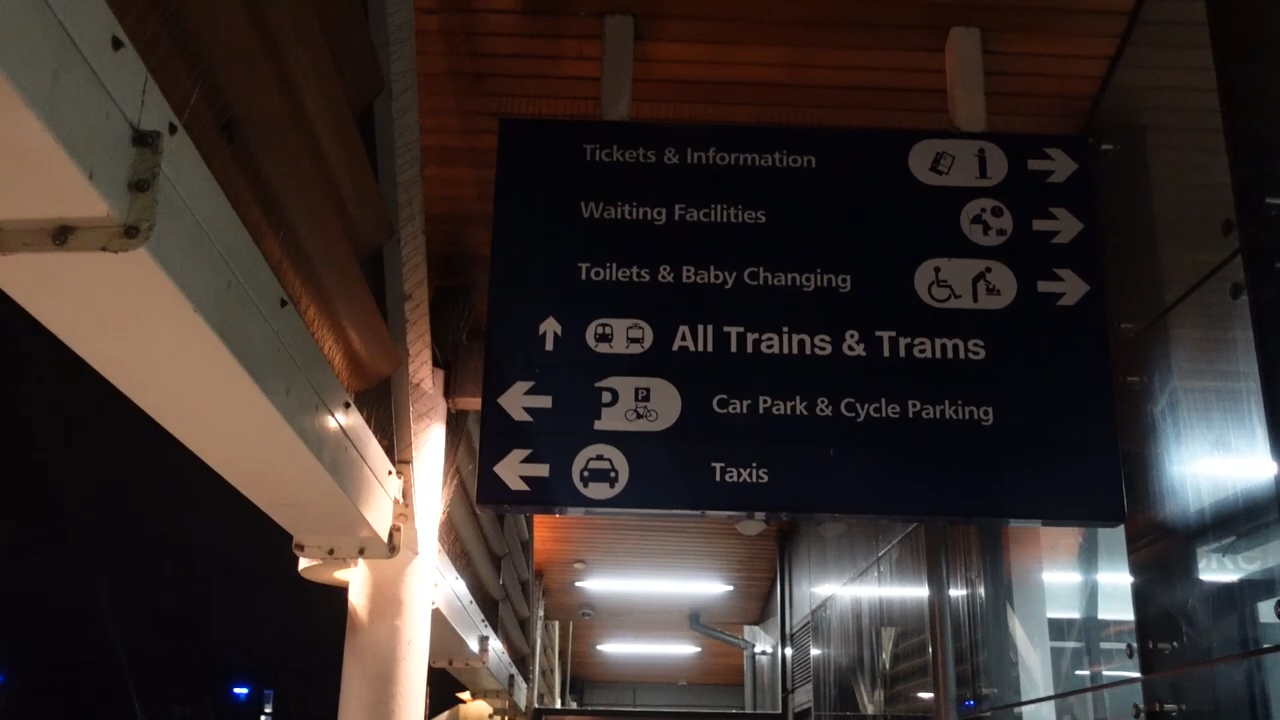 Tickets & Information
Waiting Facilities
Toilets & Baby Changing
All Trains & Trams
P P Car Park & Cycle Parking
Taxis